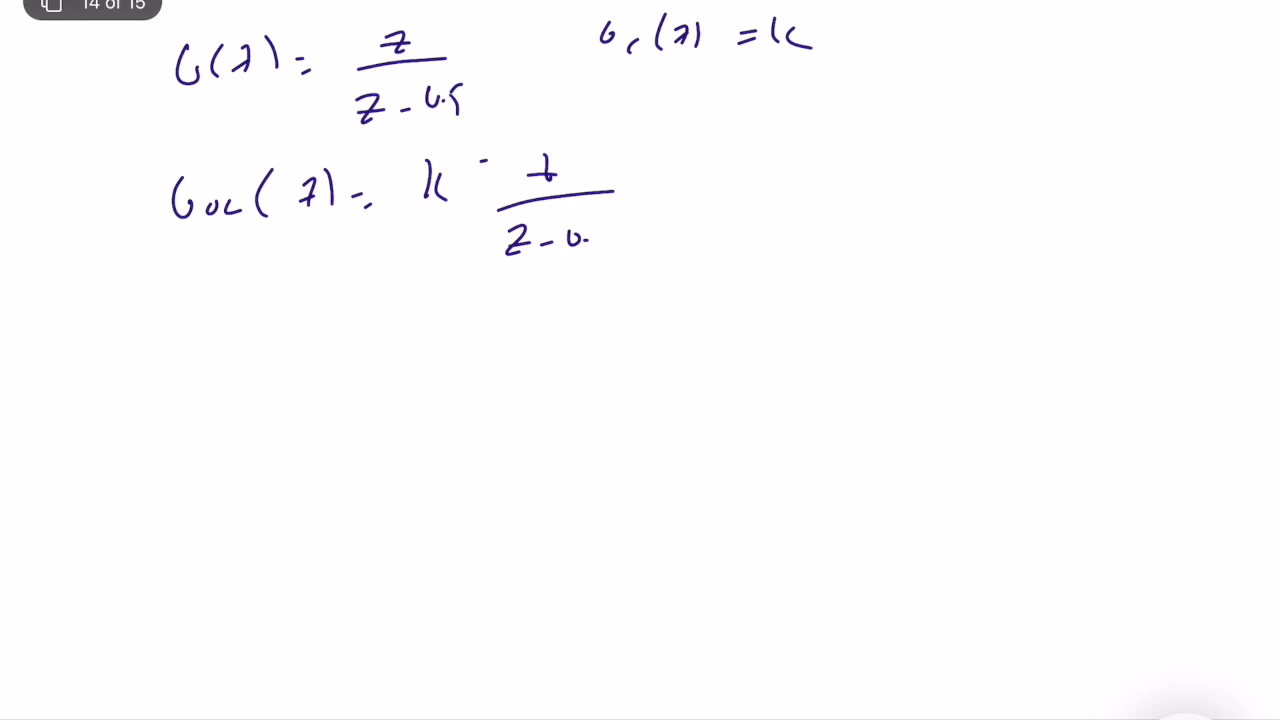 14 of 15
G(z) = z / (z - 0.5) Gc(z) = k
GOL(z) = k · z / (z - 0.